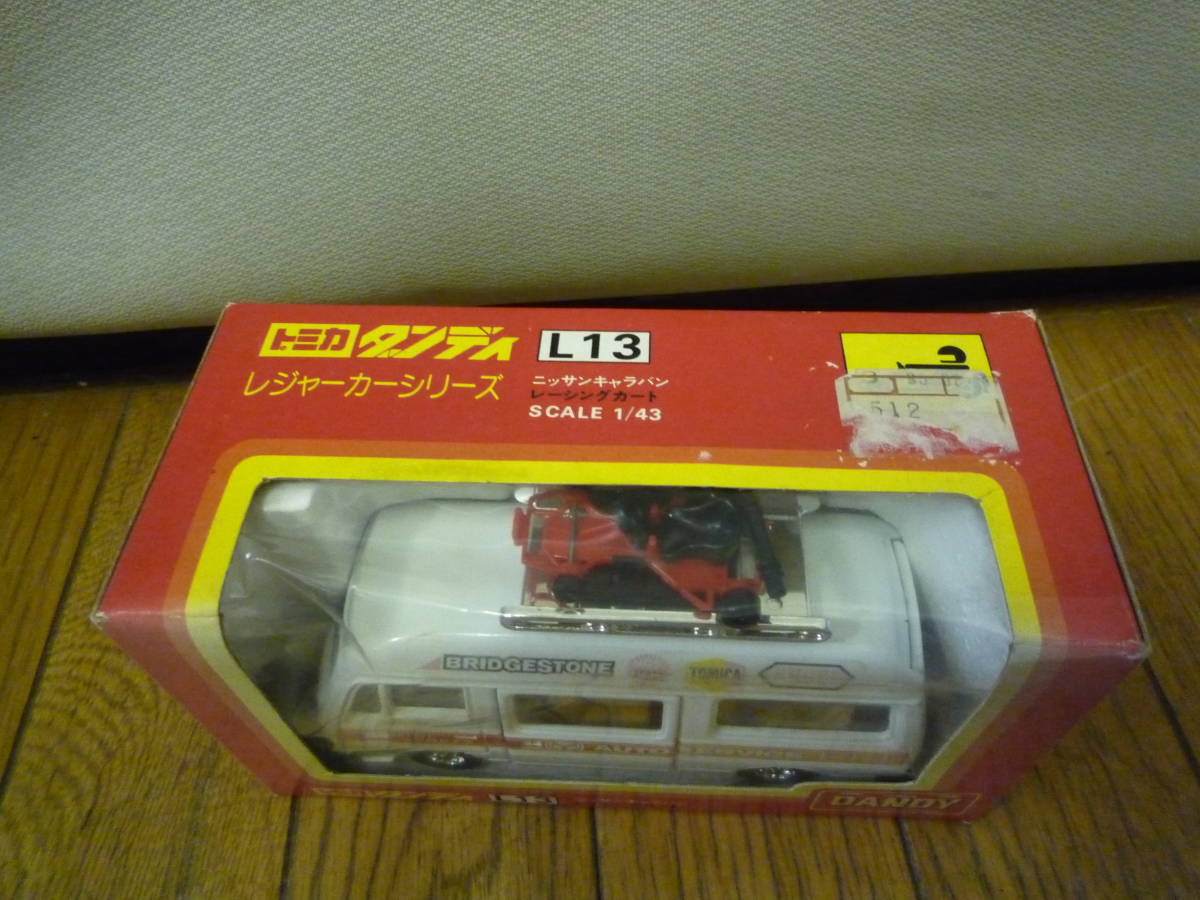 トミカ ダンディ L13
レジャーカーシリーズ
ニッサンキャラバン
レーシングカート
SCALE 1/43
512
BRIDGESTONE
TOMICA
AUTO SERVICE
DANDY